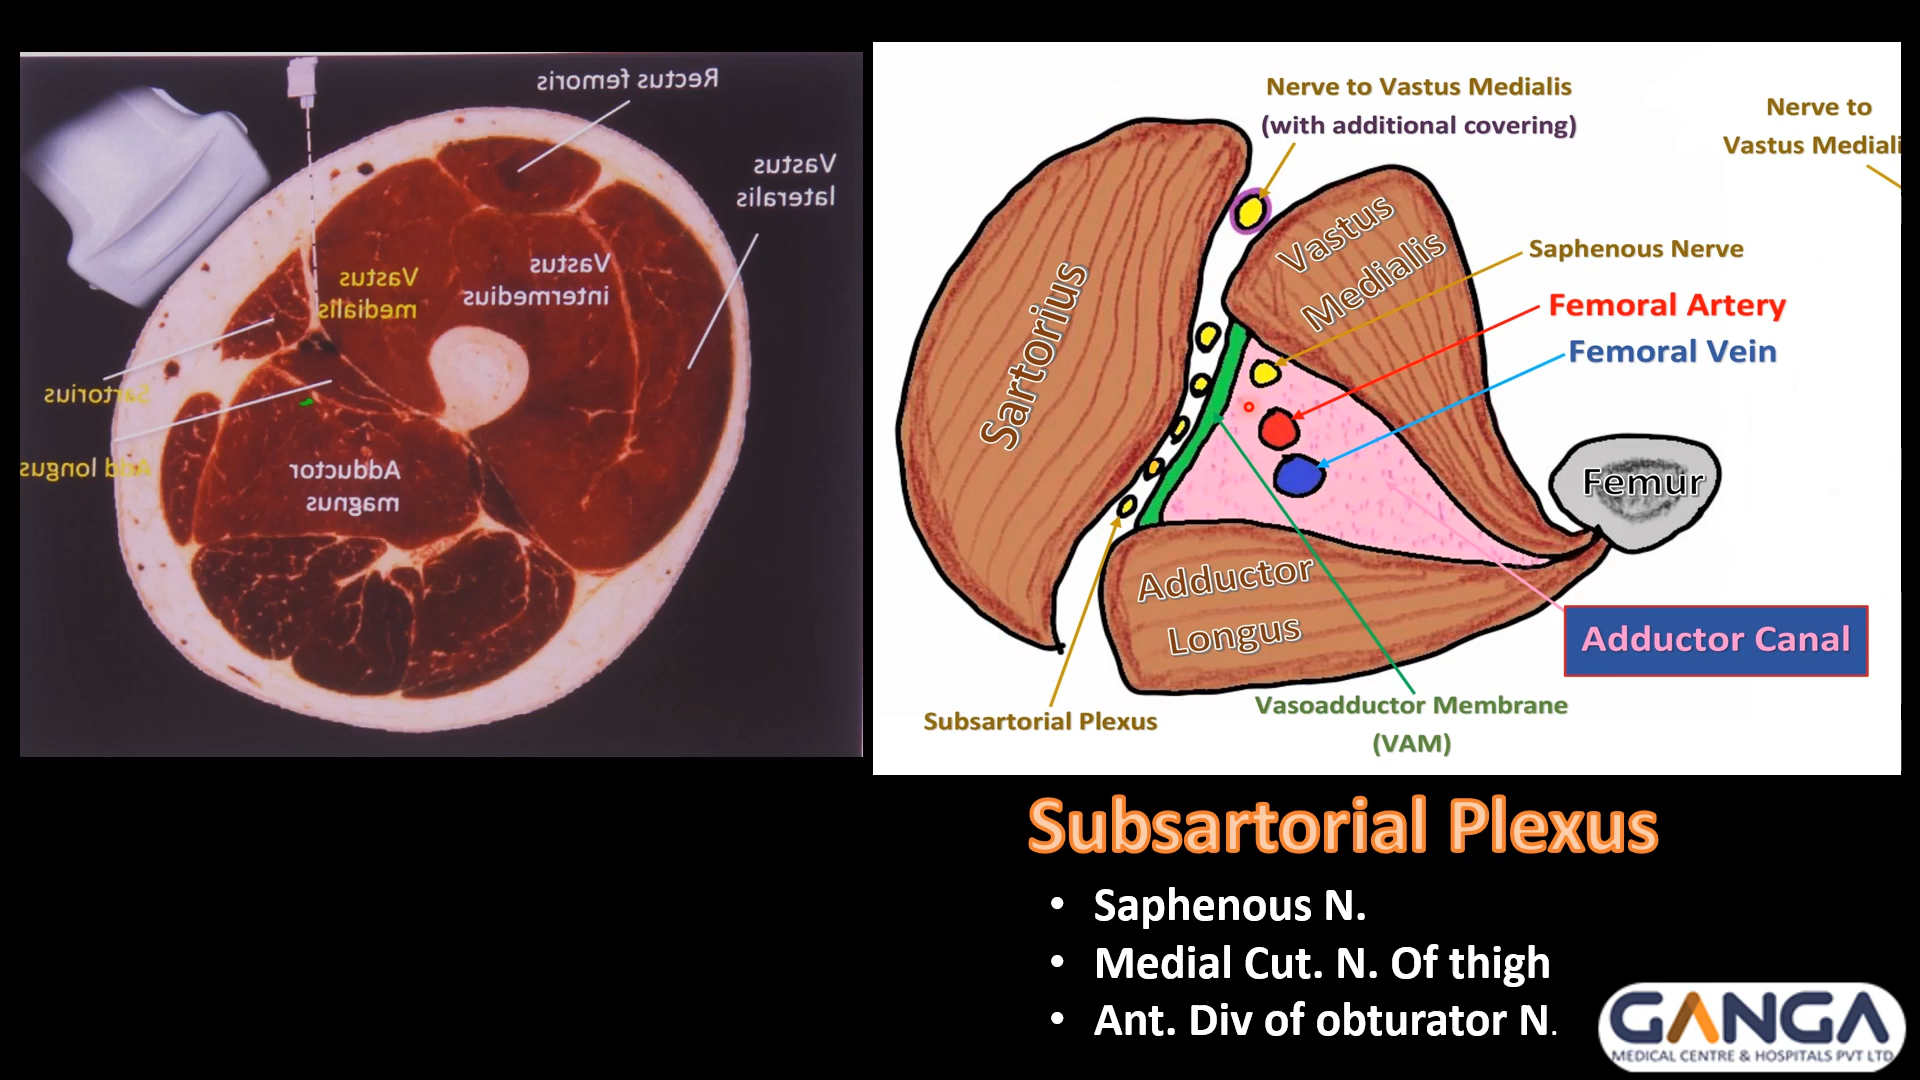 Rectus femoris
Vastus
lateralis
Vastus
medialis
Vastus
intermedius
Sartorius
Add longus
Adductor
magnus
Nerve to Vastus Medialis
(with additional covering)
Nerve to
Vastus Mediali
Saphenous Nerve
Femoral Artery
Femoral Vein
Sartorius
Vastus
Medialis
Femur
Adductor
Longus
Adductor Canal
Subsartorial Plexus
Vasoadductor Membrane
(VAM)
Subsartorial Plexus
• Saphenous N.
• Medial Cut. N. Of thigh
• Ant. Div of obturator N.
GANGA
MEDICAL CENTRE & HOSPITALS PVT LTD